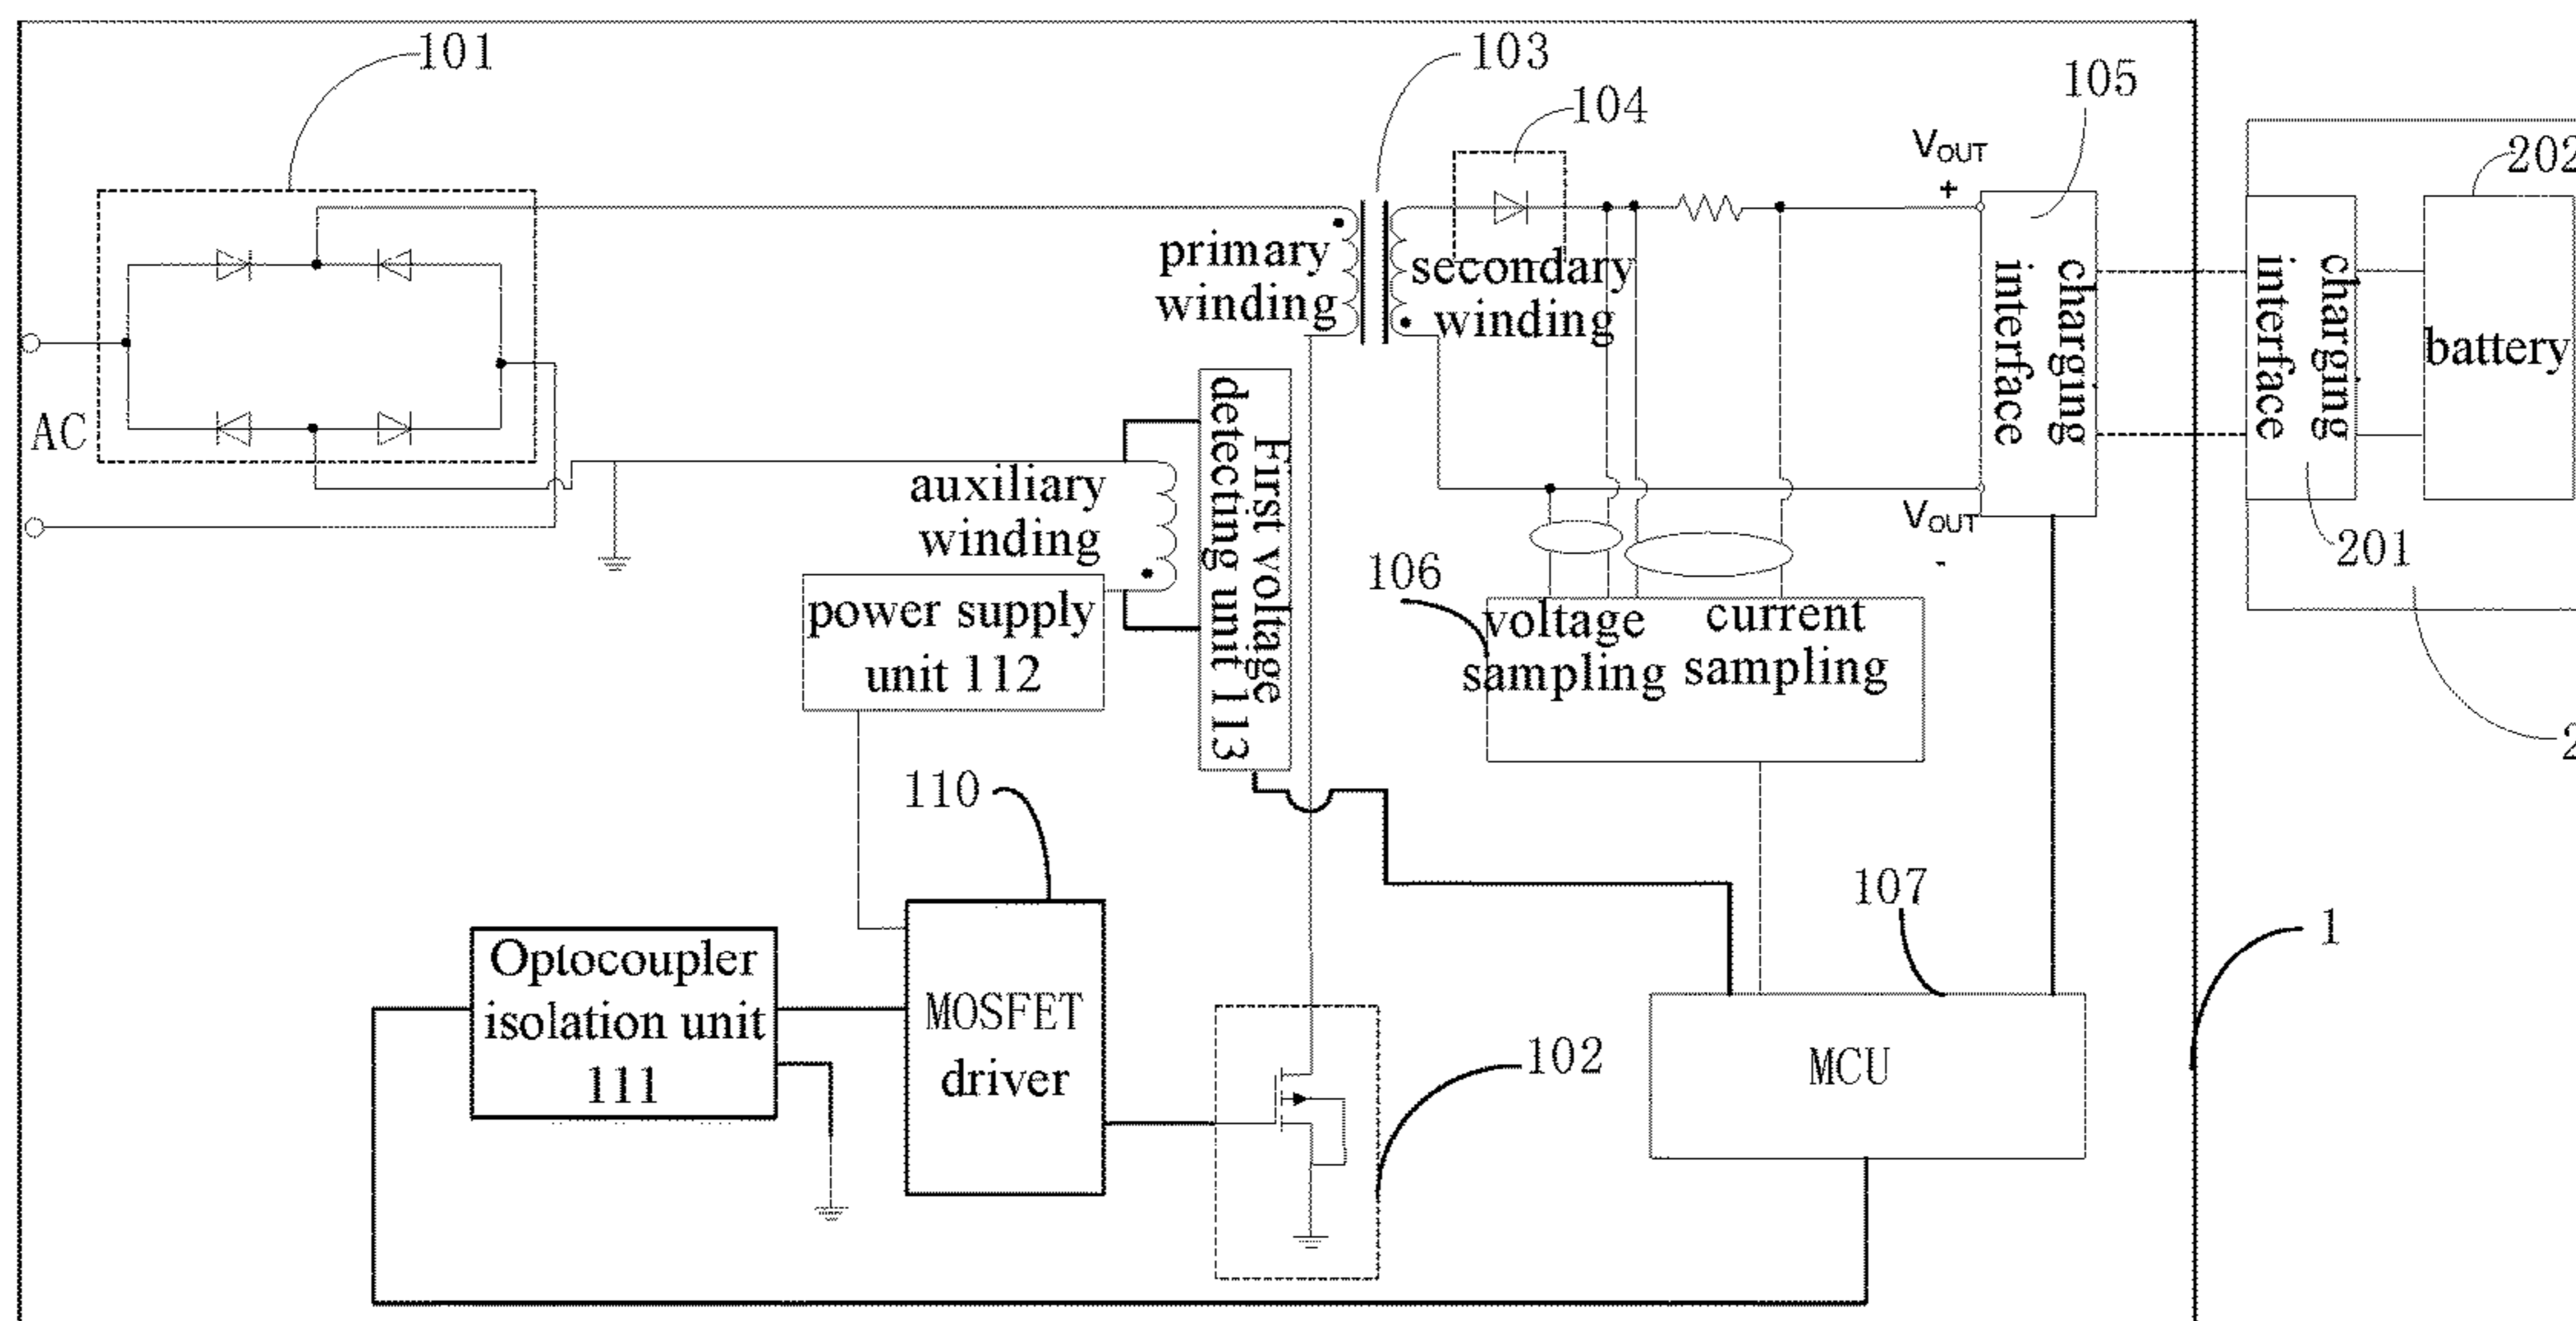 101
103
104
105
202
VOUT
+
primary
winding
secondary
winding
charging
interface
charging
interface
battery
AC
auxiliary
winding
First voltage
detecting unit 113
VOUT
-
201
106
power supply
unit 112
voltage
sampling
current
sampling
2
110
107
1
Optocoupler
isolation unit
111
MOSFET
driver
102
MCU